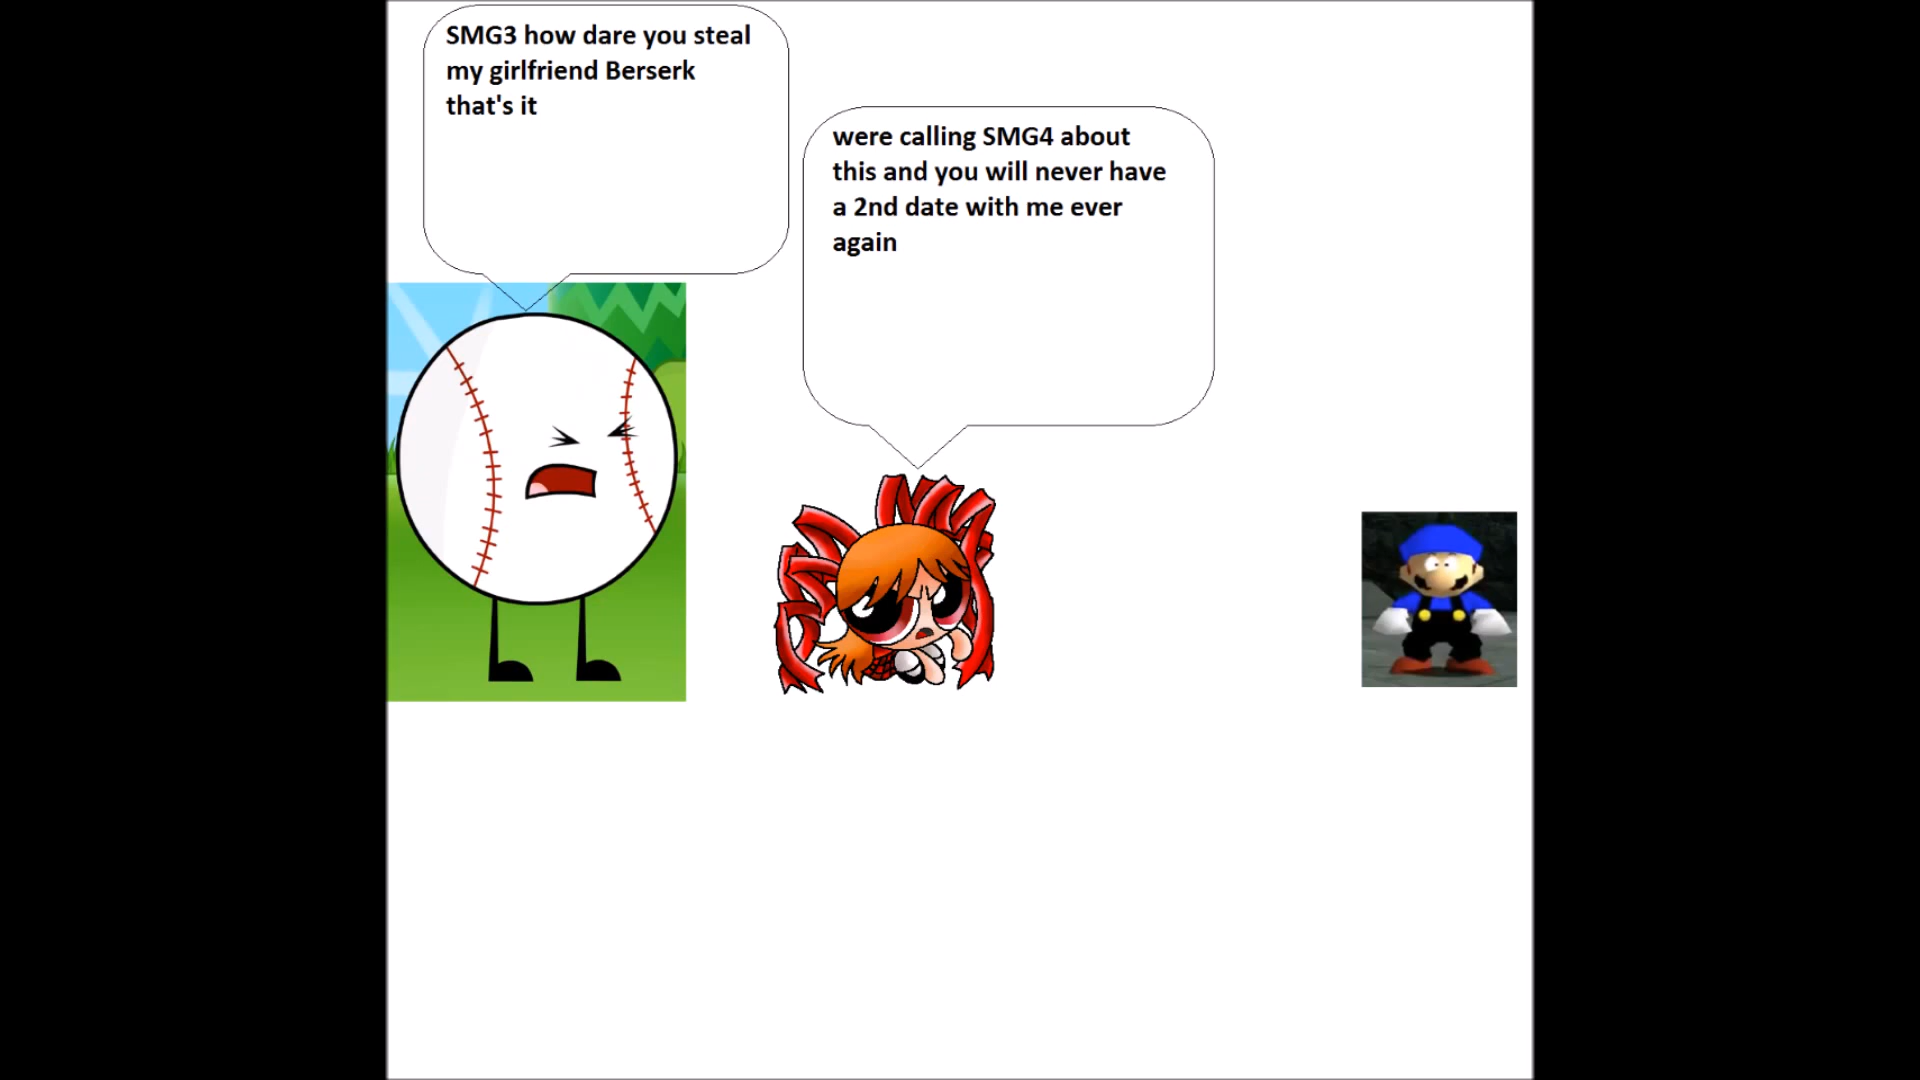 SMG3 how dare you steal
my girlfriend Berserk
that's it
were calling SMG4 about
this and you will never have
a 2nd date with me ever
again